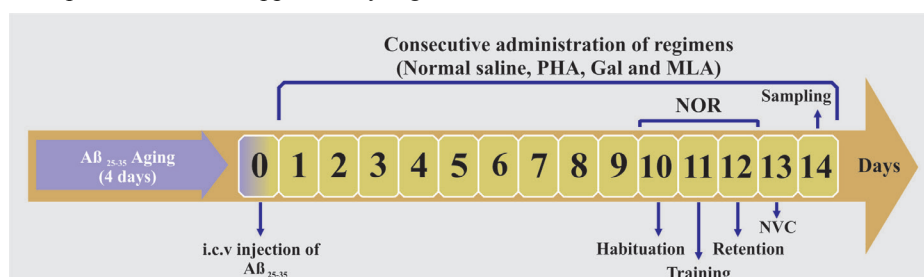 Consecutive administration of regimens
(Normal saline, PHA, Gal and MLA)
NOR
Sampling
Aß 25-35 Aging
(4 days)
0 1 2 3 4 5 6 7 8 9 10 11 12 13 14
Days
i.c.v injection of
Aß 25-35
Habituation
Training
Retention
NVC